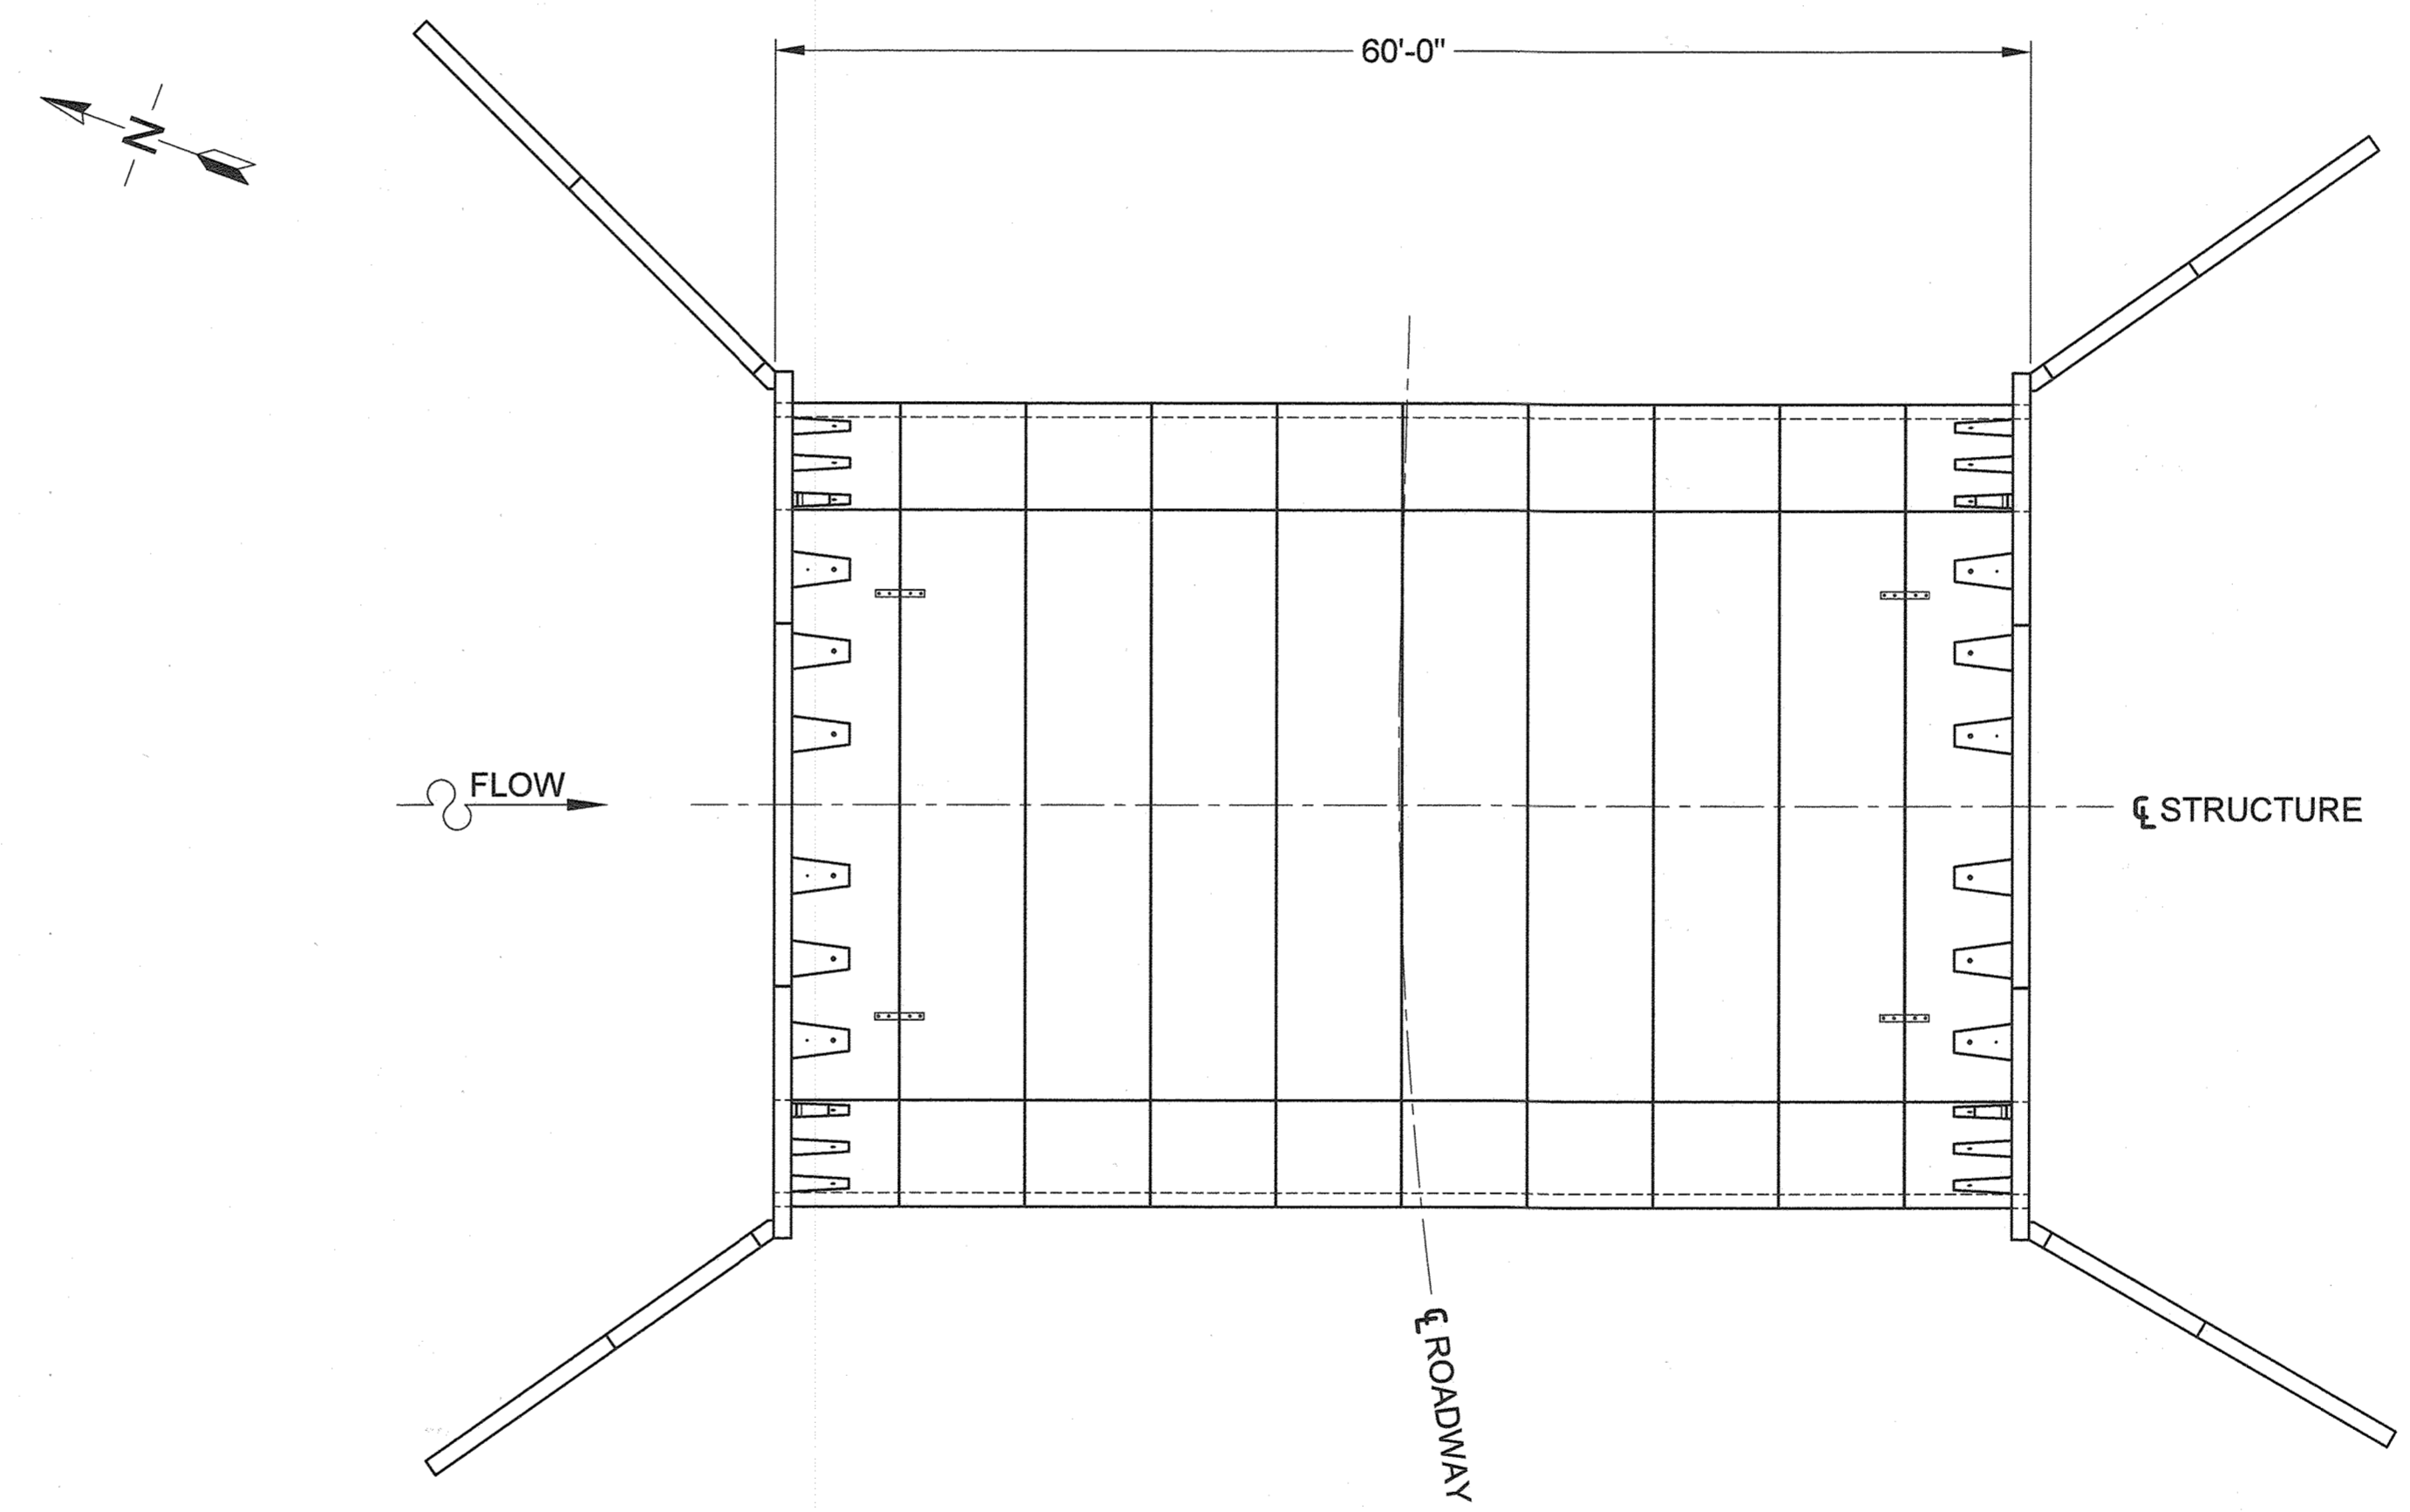 60'-0"
N
FLOW
℄ STRUCTURE
℄ ROADWAY